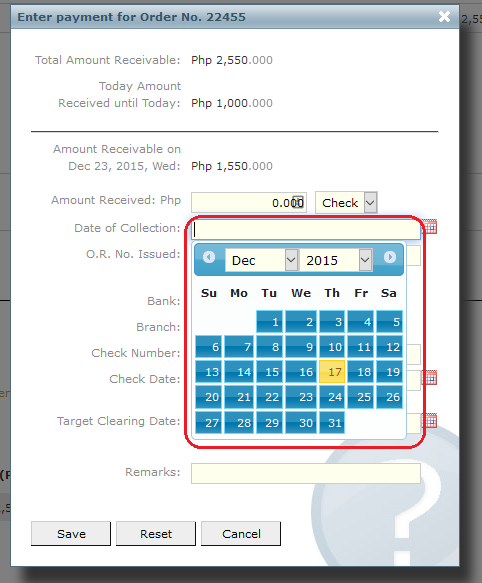 Enter payment for Order No. 22455
Total Amount Receivable: Php 2,550.000
Today Amount
Received until Today: Php 1,000.000
Amount Receivable on
Dec 23, 2015, Wed: Php 1,550.000
Amount Received: Php 0.000 Check
Date of Collection:
O.R. No. Issued:
Dec 2015
Su Mo Tu We Th Fr Sa
1 2 3 4 5
6 7 8 9 10 11 12
13 14 15 16 17 18 19
20 21 22 23 24 25 26
27 28 29 30 31
Bank:
Branch:
Check Number:
Check Date:
Target Clearing Date:
Remarks:
Save Reset Cancel